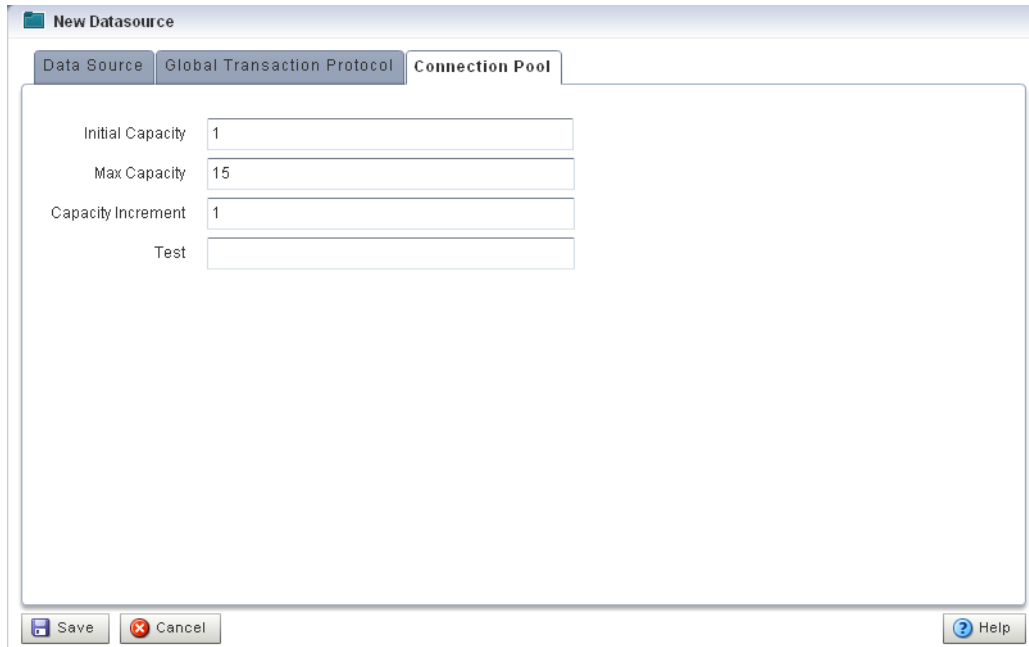 New Datasource
Data Source Global Transaction Protocol Connection Pool
Initial Capacity 1
Max Capacity 15
Capacity Increment 1
Test
Save Cancel Help